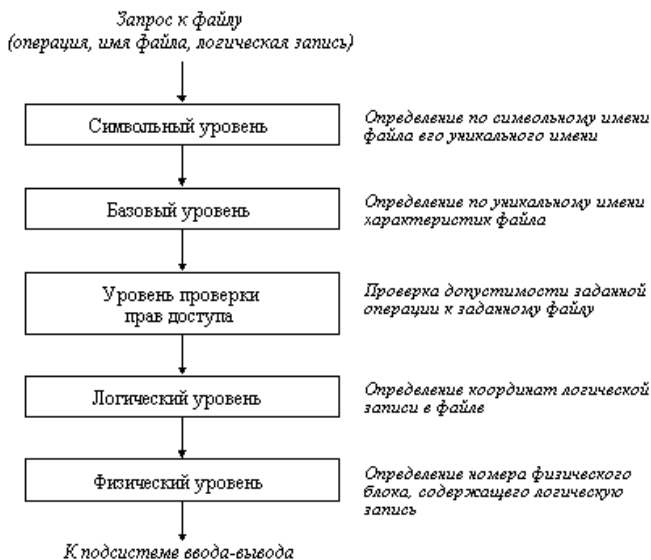 Запрос к файлу
(операция, имя файла, логическая запись)
Символьный уровень
Определение по символьному имени
файла его уникального имени
Базовый уровень
Определение по уникальному имени
характеристик файла
Уровень проверки
прав доступа
Проверка допустимости заданной
операции к заданному файлу
Логический уровень
Определение координат логической
записи в файле
Физический уровень
Определение номера физического
блока, содержащего логическую
запись
К подсистеме ввода-вывода